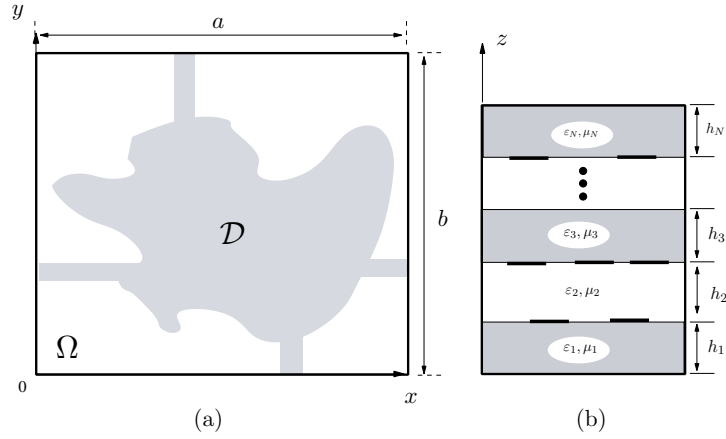 y
a
b
𝒟
Ω
0
x
(a)
z
ε_N, μ_N
h_N
ε_3, μ_3
h_3
ε_2, μ_2
h_2
ε_1, μ_1
h_1
(b)